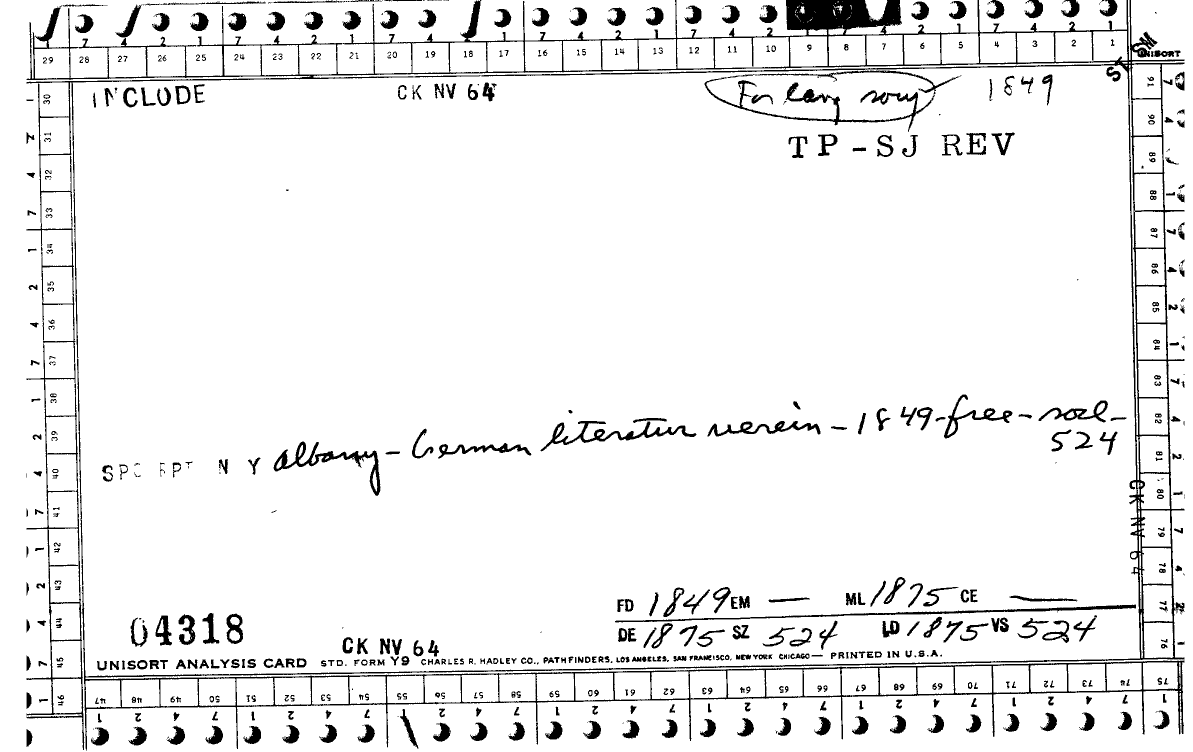 29 28 27 26 25 24 23 22 21 20 19 18 17 16 15 14 13 12 11 10 9 8 7 6 5 4 3 2 1 UNISORT
INCLUDE CK NV 64 For lang 1849
TP-SJ REV
SPC RPT N Y Albany - German literatur verein - 1849 - free - soil -
524
CK NV 64
FD 1849 EM — ML 1875 CE —
04318 DE 1875 SZ 524 LD 1875 VS 524
CK NV 64
UNISORT ANALYSIS CARD STD. FORM Y9 CHARLES R. HADLEY CO., PATHFINDERS, LOS ANGELES, SAN FRANCISCO, NEW YORK CHICAGO — PRINTED IN U.S.A.
47 48 49 50 51 52 53 54 55 56 57 58 59 60 61 62 63 64 65 66 67 68 69 70 71 72 73 74 75